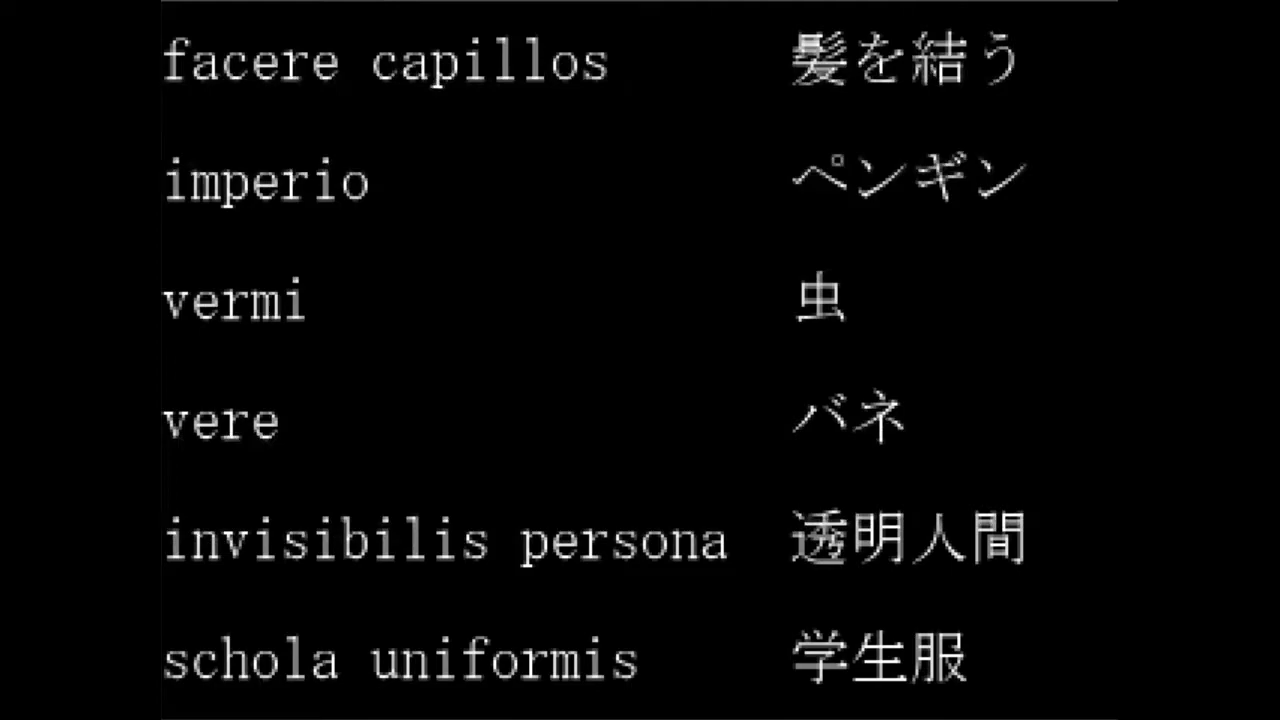 facere capillos 髪を結う
imperio ペンギン
vermi 虫
vere バネ
invisibilis persona 透明人間
schola uniformis 学生服